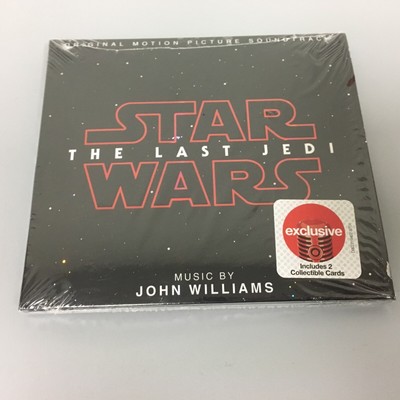 ORIGINAL MOTION PICTURE SOUNDTRACK
STAR
THE LAST JEDI
WARS
exclusive
Includes 2
Collectible Cards
MUSIC BY
JOHN WILLIAMS